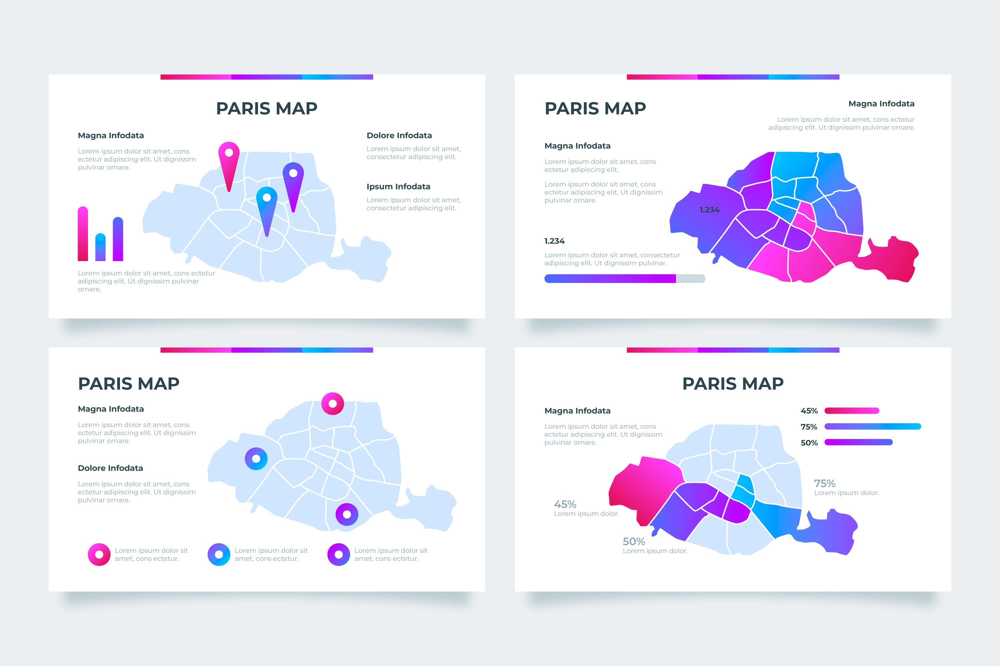 PARIS MAP
Magna Infodata
Lorem ipsum dolor sit amet, cons
ectetur adipiscing elit. Ut dignissim
pulvinar ornare.
Lorem ipsum dolor sit amet, cons ectetur
adipiscing elit. Ut dignissim pulvinar
ornare.
Dolore Infodata
Lorem ipsum dolor sit amet,
consectetur adipiscing elit.
Ipsum Infodata
Lorem ipsum dolor sit amet,
consectetur adipiscing elit.
PARIS MAP
Magna Infodata
Lorem ipsum dolor sit amet, cons ectetur
adipiscing elit. Ut dignissim pulvinar ornare.
Magna Infodata
Lorem ipsum dolor sit amet, cons
ectetur adipiscing elit.
Lorem ipsum dolor sit amet, cons
ectetur adipiscing elit. Ut dignissim
pulvinar ornare.
1.234
1.234
Lorem ipsum dolor sit amet, consectetur
adipiscing elit. Ut dignissim pulvinar.
PARIS MAP
Magna Infodata
Lorem ipsum dolor sit amet, cons
ectetur adipiscing elit. Ut dignissim
pulvinar ornare.
Dolore Infodata
Lorem ipsum dolor sit amet, cons
ectetur adipiscing elit. Ut dignissim
pulvinar ornare.
Lorem ipsum dolor sit
amet, cons ectetur.
Lorem ipsum dolor sit
amet, cons ectetur.
Lorem ipsum dolor sit
amet, cons ectetur.
PARIS MAP
Magna Infodata
Lorem ipsum dolor sit amet, cons
ectetur adipiscing elit. Ut dignissim
pulvinar ornare.
45%
75%
50%
75%
Lorem ipsum dolor.
45%
Lorem ipsum dolor.
50%
Lorem ipsum dolor.